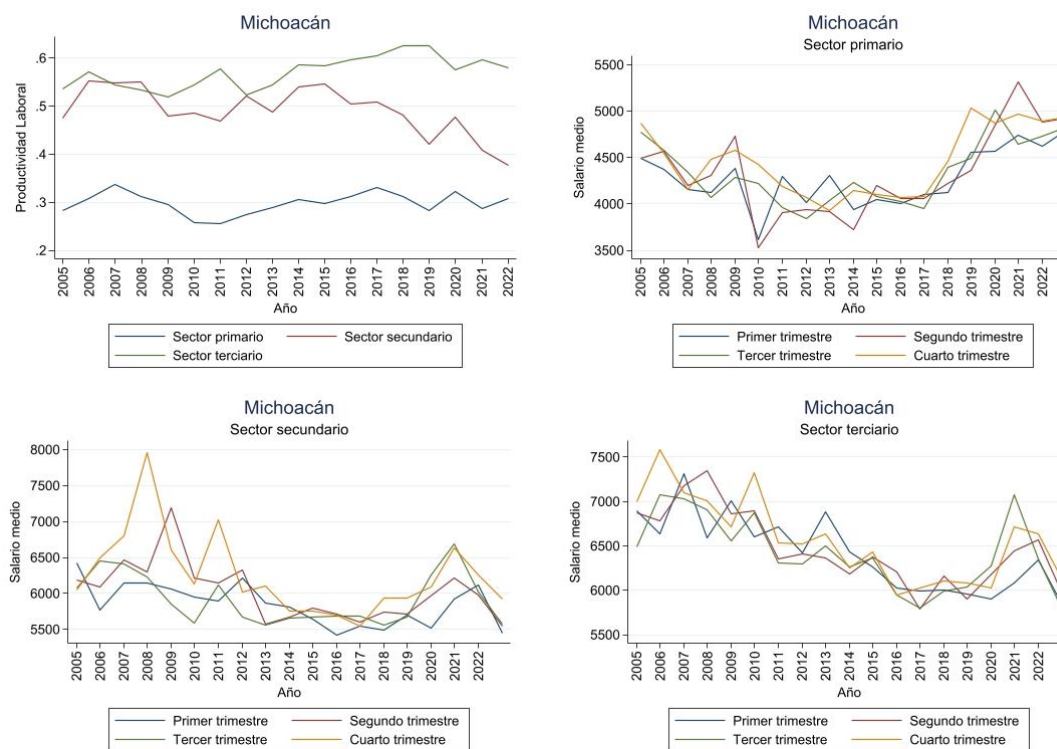 Michoacán
Productividad Laboral
.6
.5
.4
.3
.2
2005 2006 2007 2008 2009 2010 2011 2012 2013 2014 2015 2016 2017 2018 2019 2020 2021 2022
Año
Sector primario Sector secundario
Sector terciario
Michoacán
Sector primario
Salario medio
5500
5000
4500
4000
3500
2005 2006 2007 2008 2009 2010 2011 2012 2013 2014 2015 2016 2017 2018 2019 2020 2021 2022
Año
Primer trimestre Segundo trimestre
Tercer trimestre Cuarto trimestre
Michoacán
Sector secundario
Salario medio
8000
7500
7000
6500
6000
5500
2005 2006 2007 2008 2009 2010 2011 2012 2013 2014 2015 2016 2017 2018 2019 2020 2021 2022
Año
Primer trimestre Segundo trimestre
Tercer trimestre Cuarto trimestre
Michoacán
Sector terciario
Salario medio
7500
7000
6500
6000
5500
2005 2006 2007 2008 2009 2010 2011 2012 2013 2014 2015 2016 2017 2018 2019 2020 2021 2022
Año
Primer trimestre Segundo trimestre
Tercer trimestre Cuarto trimestre